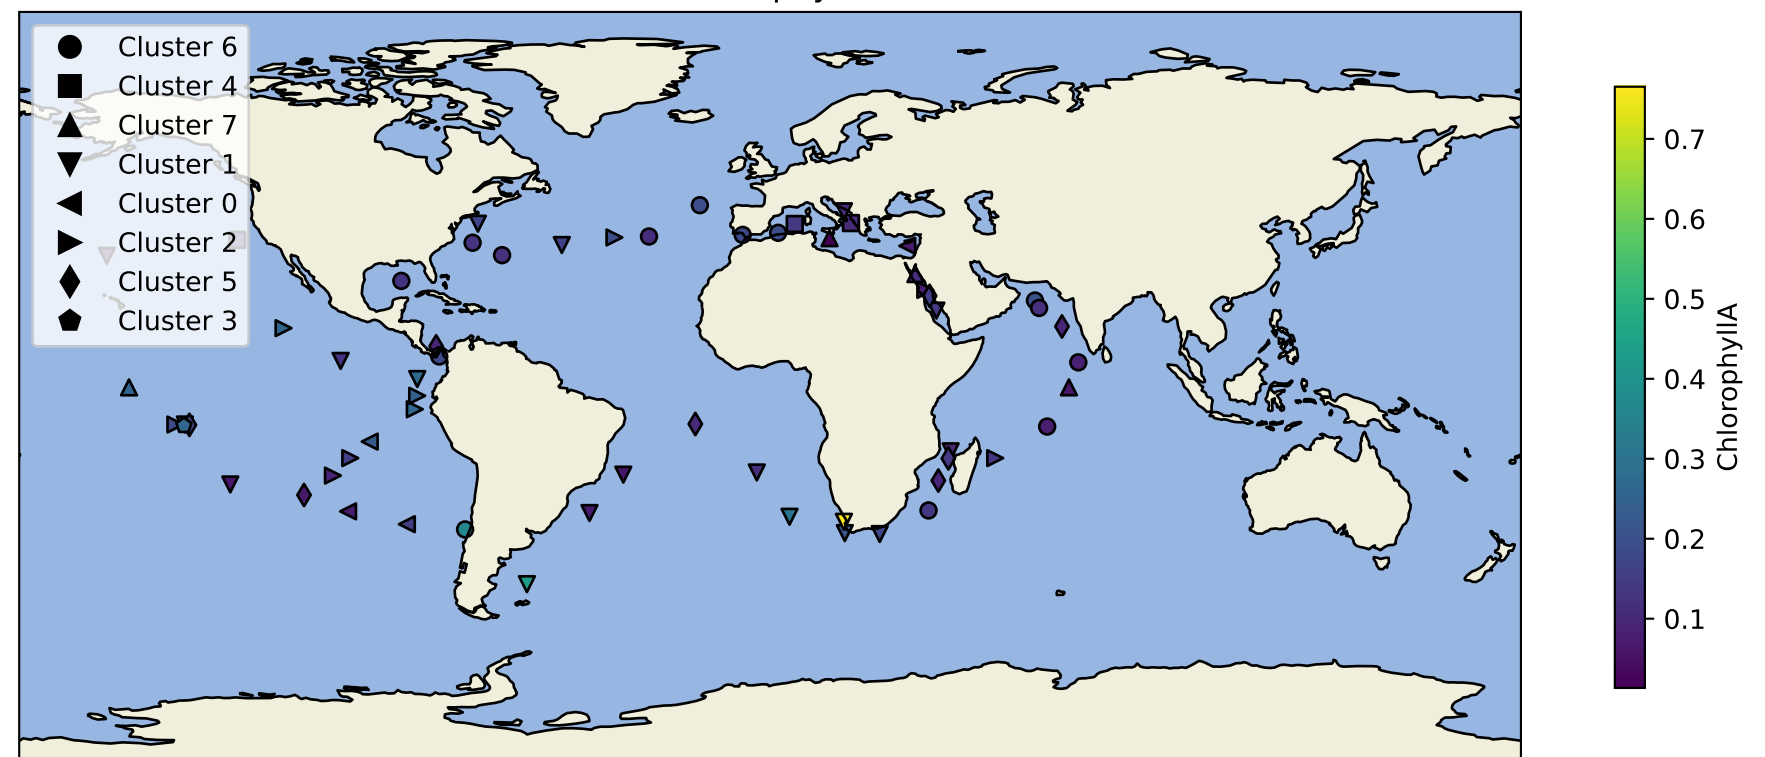 Cluster 6
Cluster 4
Cluster 7
Cluster 1
Cluster 0
Cluster 2
Cluster 5
Cluster 3
0.7
0.6
0.5
0.4
0.3
0.2
0.1
ChlorophyllA